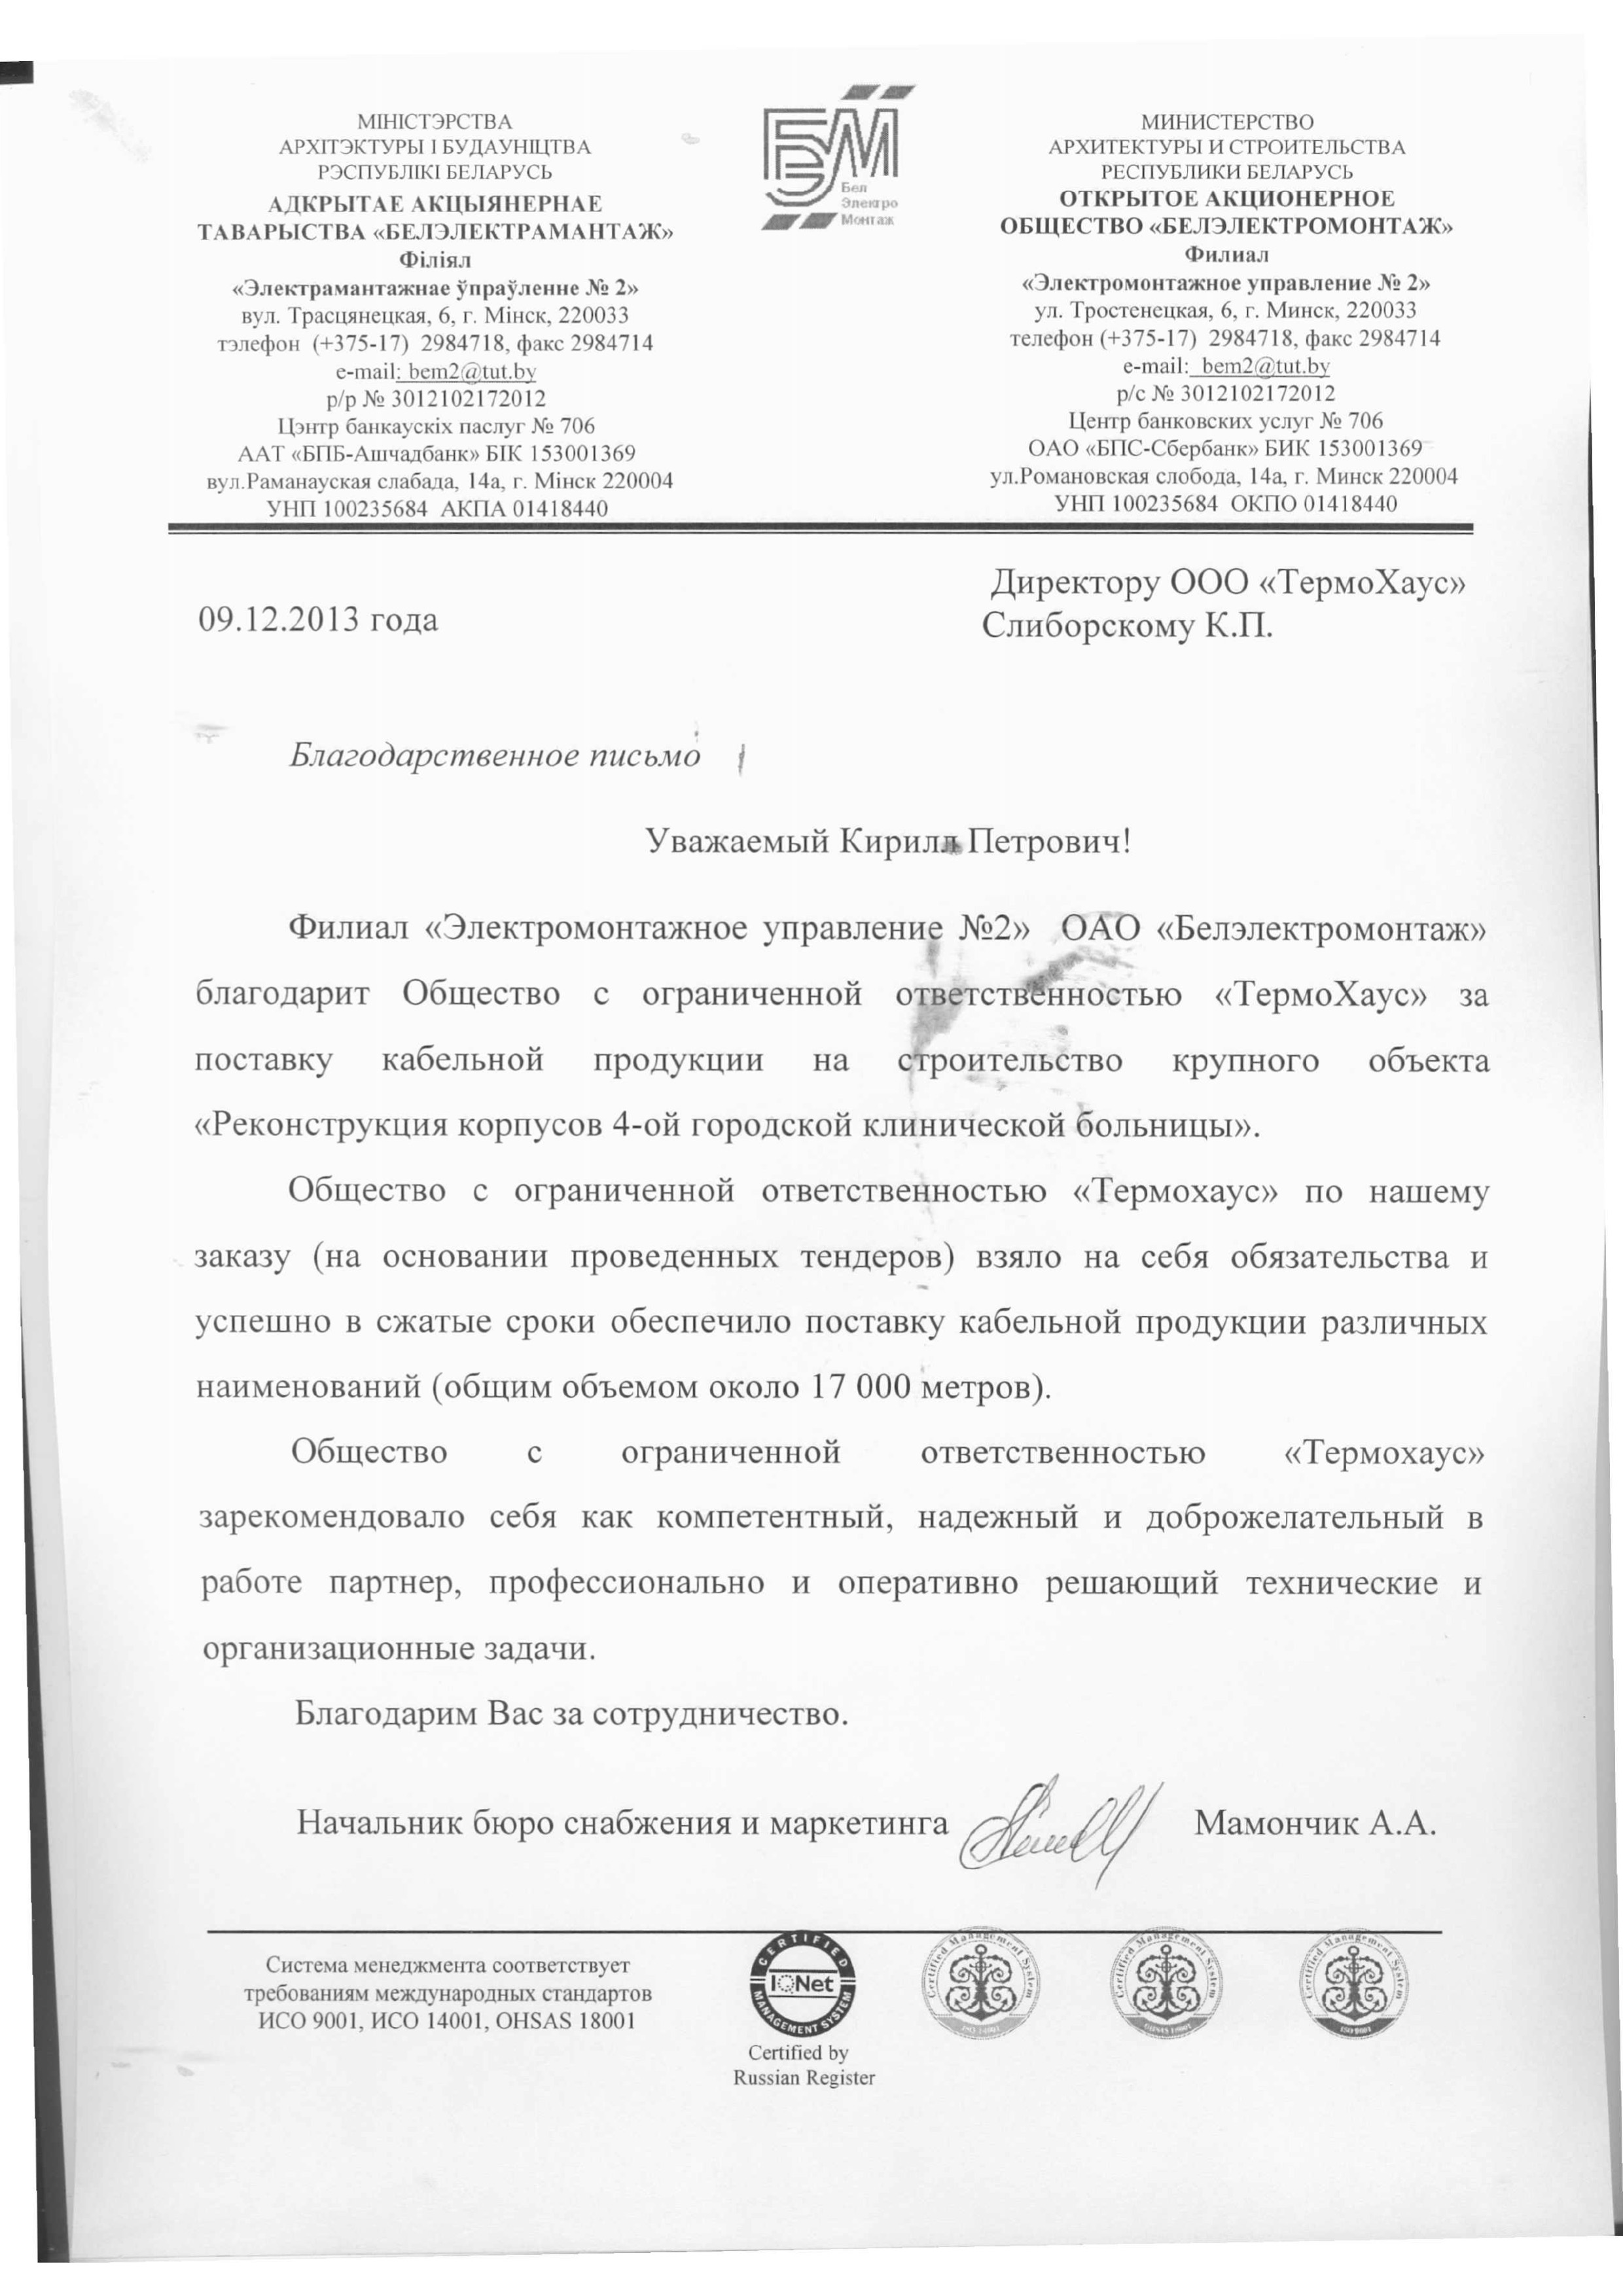 МІНІСТЭРСТВА
АРХІТЭКТУРЫ І БУДАУНІЦТВА
РЭСПУБЛІКІ БЕЛАРУСЬ
АДКРЫТАЕ АКЦЫЯНЕРНАЕ
ТАВАРЫСТВА «БЕЛЭЛЕКТРАМАНТАЖ»
Філіял
«Электрамантажнае ўпраўленне № 2»
вул. Трасцянецкая, 6, г. Мінск, 220033
тэлефон (+375-17) 2984718, факс 2984714
e-mail: bem2@tut.by
р/р № 3012102172012
Цэнтр банкаускіх паслуг № 706
ААТ «БПБ-Ашчадбанк» БІК 153001369
вул.Раманауская слабада, 14а, г. Мінск 220004
УНП 100235684 АКПА 01418440
БЭМ
Бел
Электро
Монтаж
МИНИСТЕРСТВО
АРХИТЕКТУРЫ И СТРОИТЕЛЬСТВА
РЕСПУБЛИКИ БЕЛАРУСЬ
ОТКРЫТОЕ АКЦИОНЕРНОЕ
ОБЩЕСТВО «БЕЛЭЛЕКТРОМОНТАЖ»
Филиал
«Электромонтажное управление № 2»
ул. Тростенецкая, 6, г. Минск, 220033
телефон (+375-17) 2984718, факс 2984714
e-mail: bem2@tut.by
р/с № 3012102172012
Центр банковских услуг № 706
ОАО «БПС-Сбербанк» БИК 153001369
ул.Романовская слобода, 14а, г. Минск 220004
УНП 100235684 ОКПО 01418440
09.12.2013 года
Директору ООО «ТермоХаус»
Слиборскому К.П.
Благодарственное письмо
Уважаемый Кирилл Петрович!
Филиал «Электромонтажное управление №2» ОАО «Белэлектромонтаж»
благодарит Общество с ограниченной ответственностью «ТермоХаус» за
поставку кабельной продукции на строительство крупного объекта
«Реконструкция корпусов 4-ой городской клинической больницы».
Общество с ограниченной ответственностью «Термохаус» по нашему
заказу (на основании проведенных тендеров) взяло на себя обязательства и
успешно в сжатые сроки обеспечило поставку кабельной продукции различных
наименований (общим объемом около 17 000 метров).
Общество с ограниченной ответственностью «Термохаус»
зарекомендовало себя как компетентный, надежный и доброжелательный в
работе партнер, профессионально и оперативно решающий технические и
организационные задачи.
Благодарим Вас за сотрудничество.
Начальник бюро снабжения и маркетинга Мамончик А.А.
Система менеджмента соответствует
требованиям международных стандартов
ИСО 9001, ИСО 14001, OHSAS 18001
CERTIFIED
IQNet
MANAGEMENT SYSTEM
Certified by
Russian Register
Certified Management System
ISO 14001
Certified Management System
OHSAS 18001
Certified Management System
ISO 9001